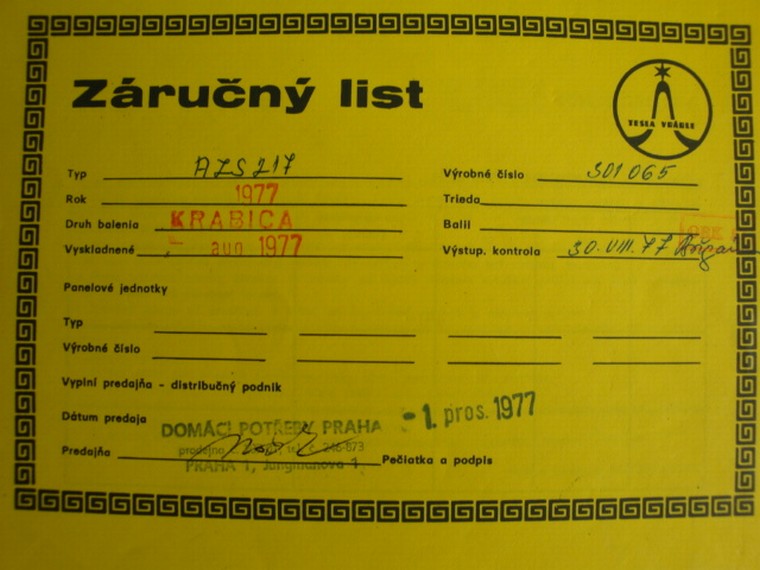 Záručný list
TESLA VRÁBLE
Typ AZS 217
Výrobné číslo 301 065
Rok 1977
Trieda
Druh balenia KRABICA
Balil
Vyskladnené aug 1977
Výstup. kontrola 30. VIII. 77
Panelové jednotky
Typ
Výrobné číslo
Vyplní predajňa - distribučný podnik
Dátum predaja - 1. pros. 1977
DOMÁCÍ POTŘEBY PRAHA
Predajňa
PRAHA 1, Jungmanova
Pečiatka a podpis